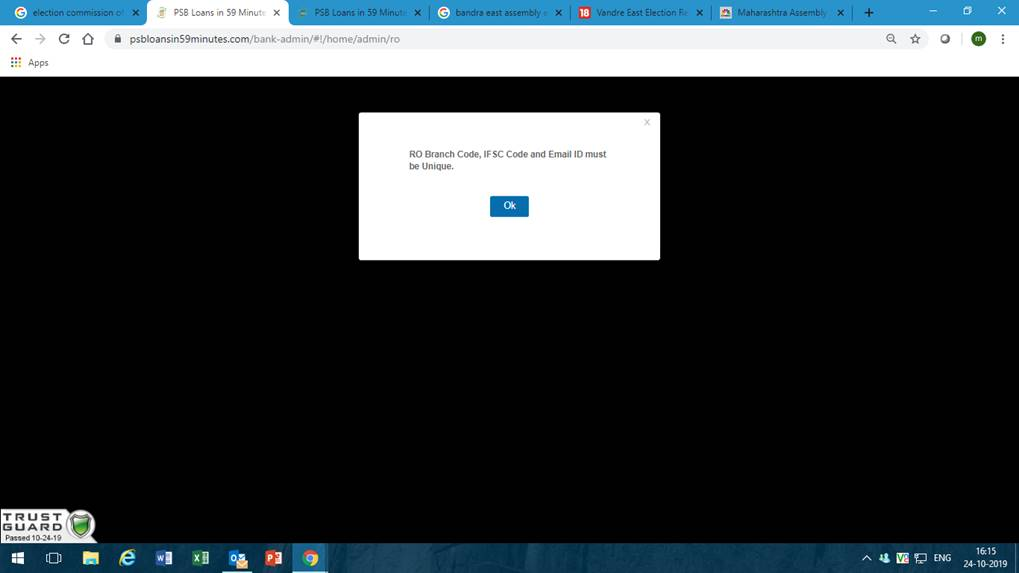 election commission of
PSB Loans in 59 Minute
PSB Loans in 59 Minute
bandra east assembly e
18
Vandre East Election Re
Maharashtra Assembly
psbloansin59minutes.com/bank-admin/#!/home/admin/ro
m
Apps
X
RO Branch Code, IFSC Code and Email ID must
be Unique.
Ok
TRUST
GUARD
Passed 10-24-19
ENG
16:15
24-10-2019